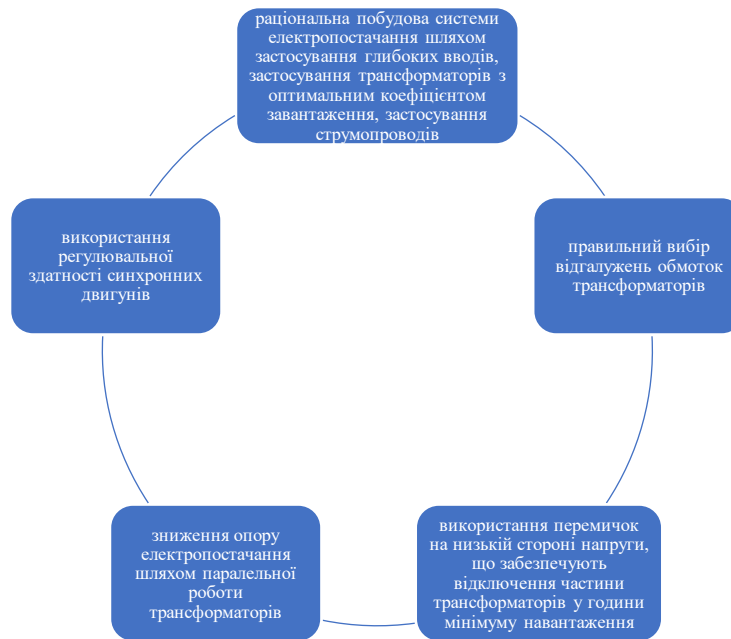 раціональна побудова системи
електропостачання шляхом
застосування глибоких вводів,
застосування трансформаторів з
оптимальним коефіцієнтом
завантаження, застосування
струмопроводів
правильний вибір
відгалужень обмоток
трансформаторів
використання перемичок
на низькій стороні напруги,
що забезпечують
відключення частини
трансформаторів у години
мінімуму навантаження
зниження опору
електропостачання
шляхом паралельної
роботи
трансформаторів
використання
регулювальної
здатності синхронних
двигунів